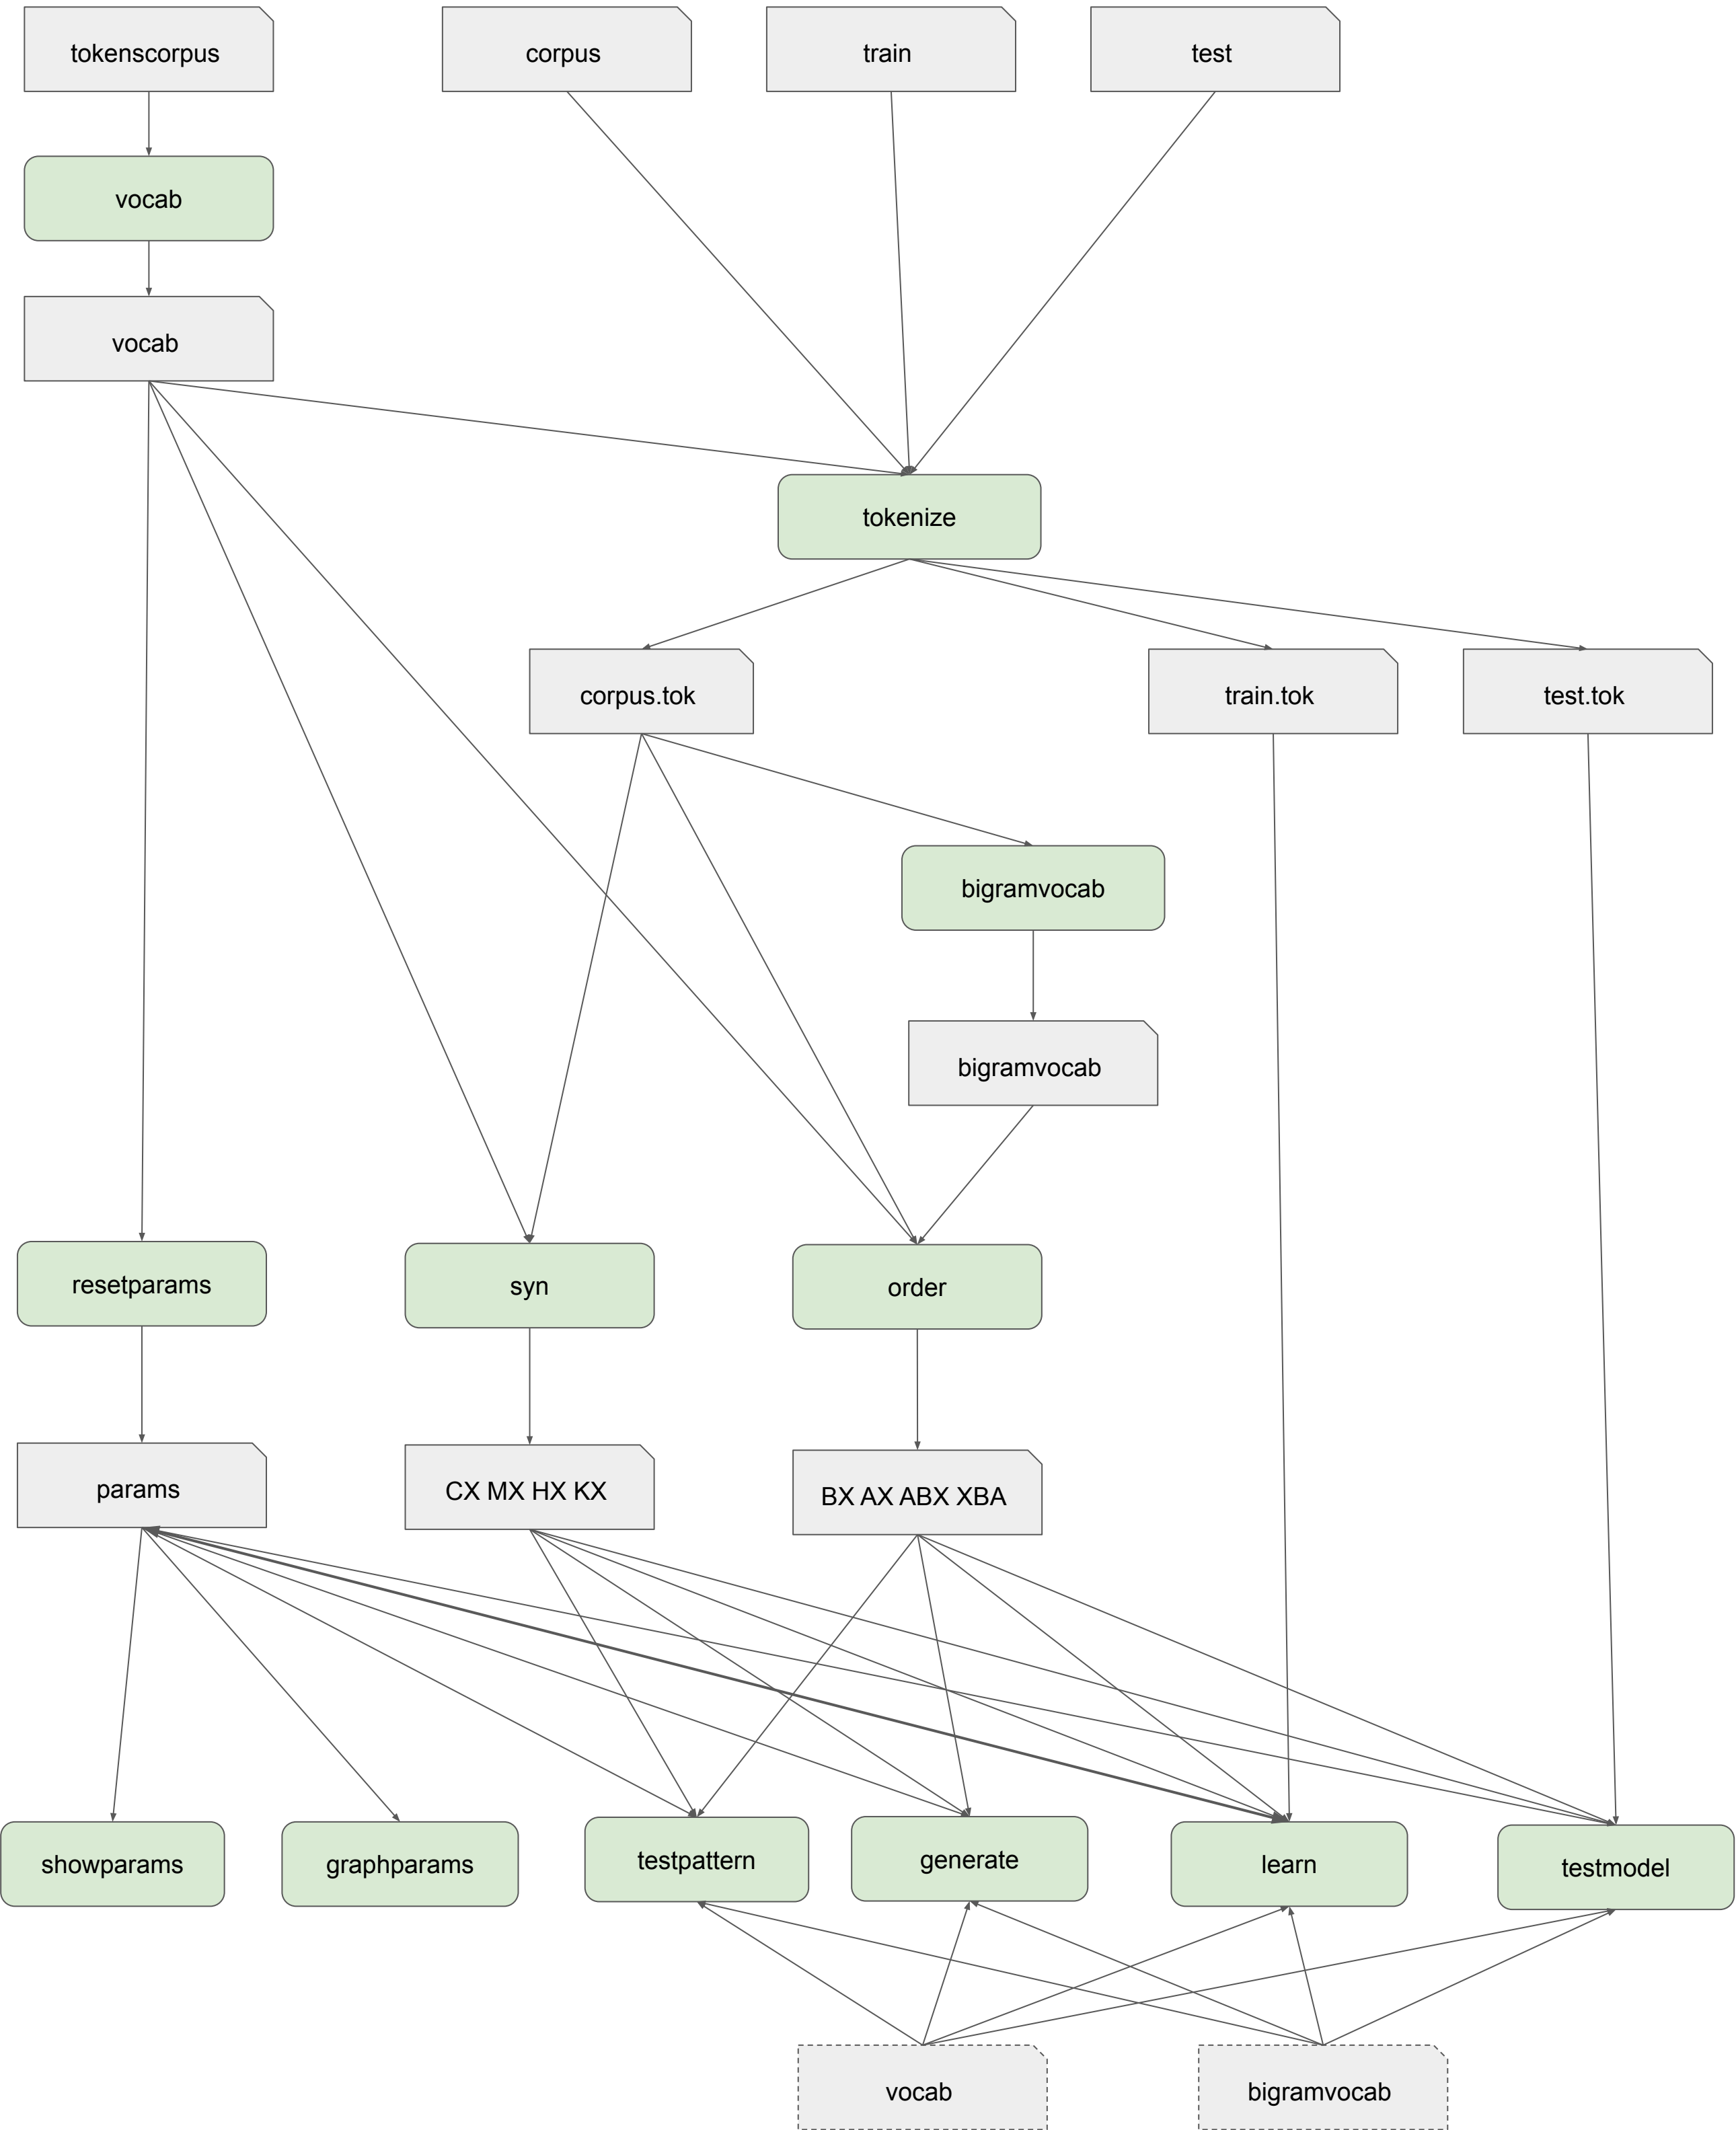 tokenscorpus
corpus
train
test
vocab
vocab
tokenize
corpus.tok
train.tok
test.tok
bigramvocab
bigramvocab
resetparams
syn
order
params
CX MX HX KX
BX AX ABX XBA
showparams
graphparams
testpattern
generate
learn
testmodel
vocab
bigramvocab